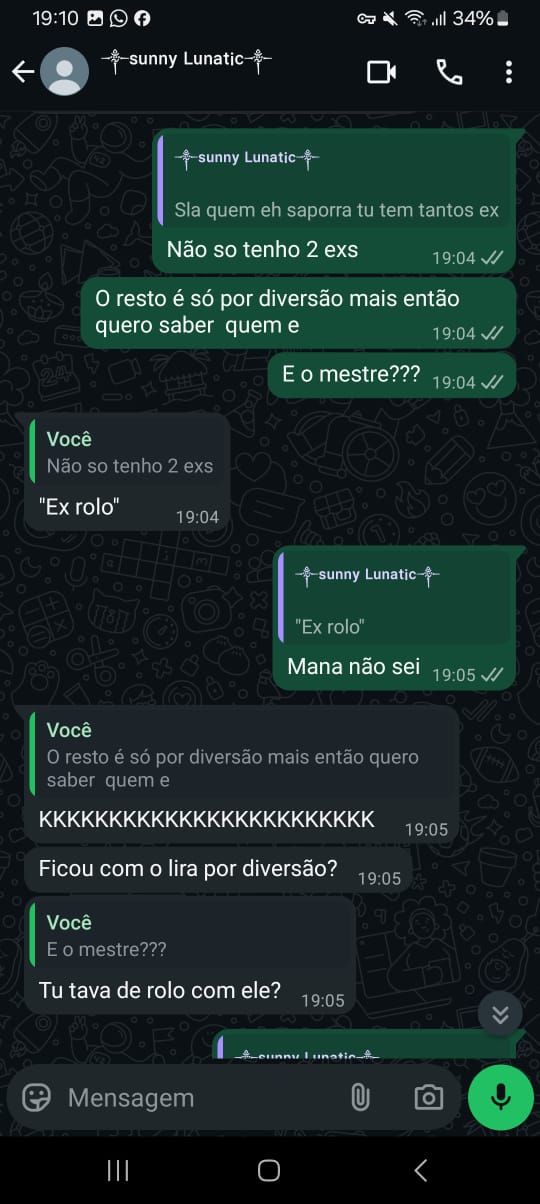 19:10
34%
sunny Lunatic
sunny Lunatic
Sla quem eh saporra tu tem tantos ex
Não so tenho 2 exs
19:04
O resto é só por diversão mais então
quero saber quem e
19:04
E o mestre???
19:04
Você
Não so tenho 2 exs
"Ex rolo"
19:04
sunny Lunatic
"Ex rolo"
Mana não sei
19:05
Você
O resto é só por diversão mais então quero
saber quem e
KKKKKKKKKKKKKKKKKKKKKKKK
19:05
Ficou com o lira por diversão?
19:05
Você
E o mestre???
Tu tava de rolo com ele?
19:05
sunny Lunatic
Mensagem